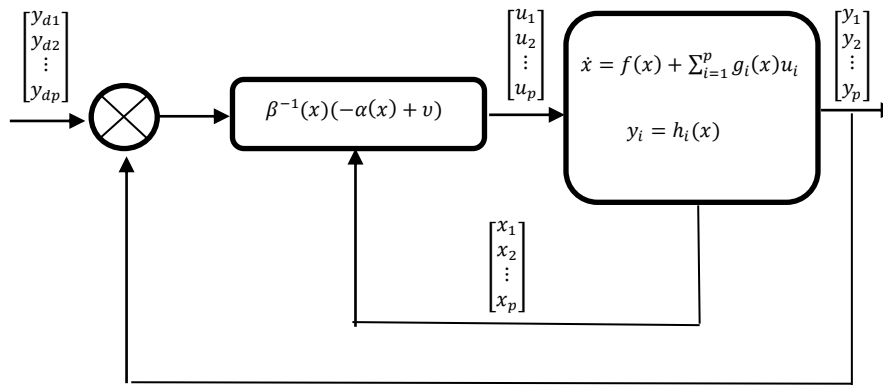 y_{d1}
y_{d2}
⋮
y_{dp}
β^{-1}(x)(-α(x) + υ)
u_1
u_2
⋮
u_p
ẋ = f(x) + ∑_{i=1}^{p} g_i(x)u_i
y_i = h_i(x)
y_1
y_2
⋮
y_p
x_1
x_2
⋮
x_p